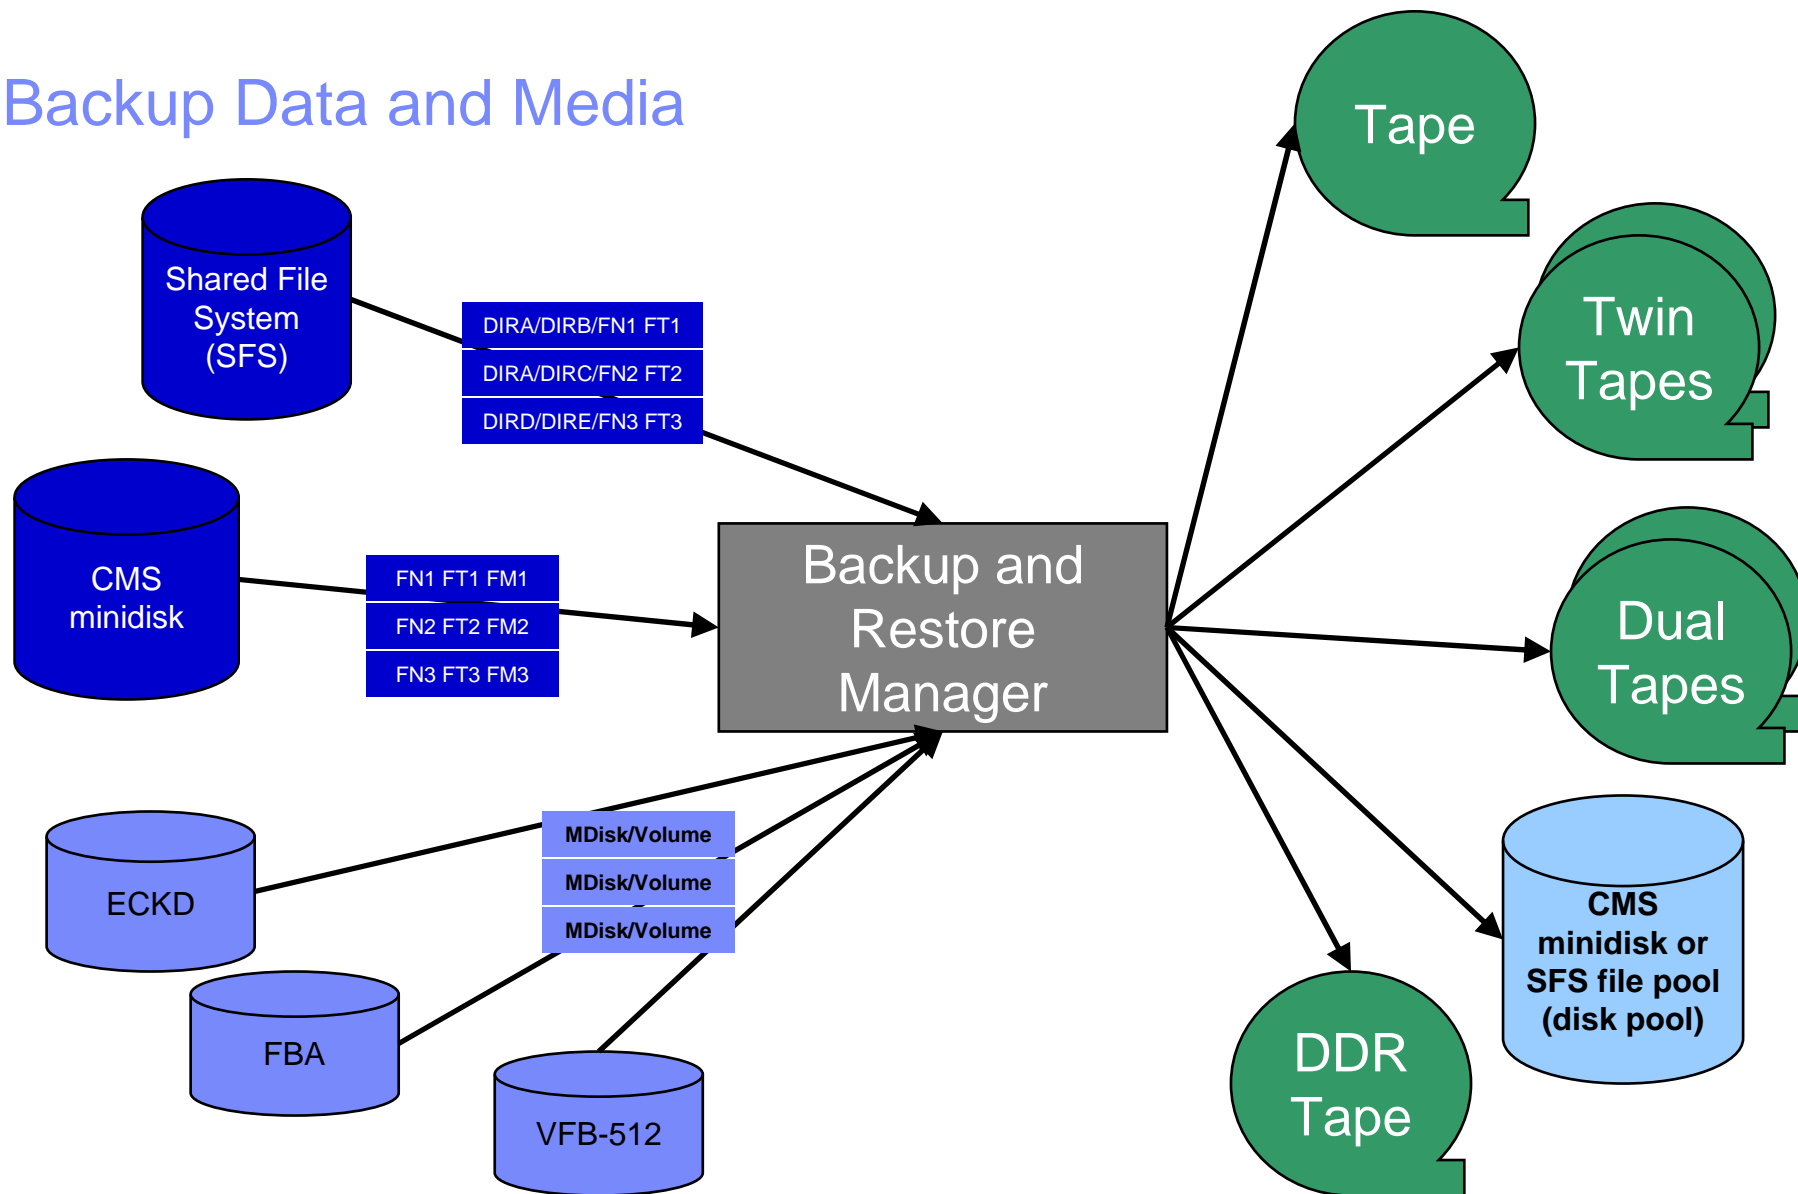 Backup Data and Media
Shared File
System
(SFS)
DIRA/DIRB/FN1 FT1
DIRA/DIRC/FN2 FT2
DIRD/DIRE/FN3 FT3
CMS
minidisk
FN1 FT1 FM1
FN2 FT2 FM2
FN3 FT3 FM3
ECKD
FBA
VFB-512
MDisk/Volume
MDisk/Volume
MDisk/Volume
Backup and
Restore
Manager
Tape
Twin
Tapes
Dual
Tapes
CMS
minidisk or
SFS file pool
(disk pool)
DDR
Tape